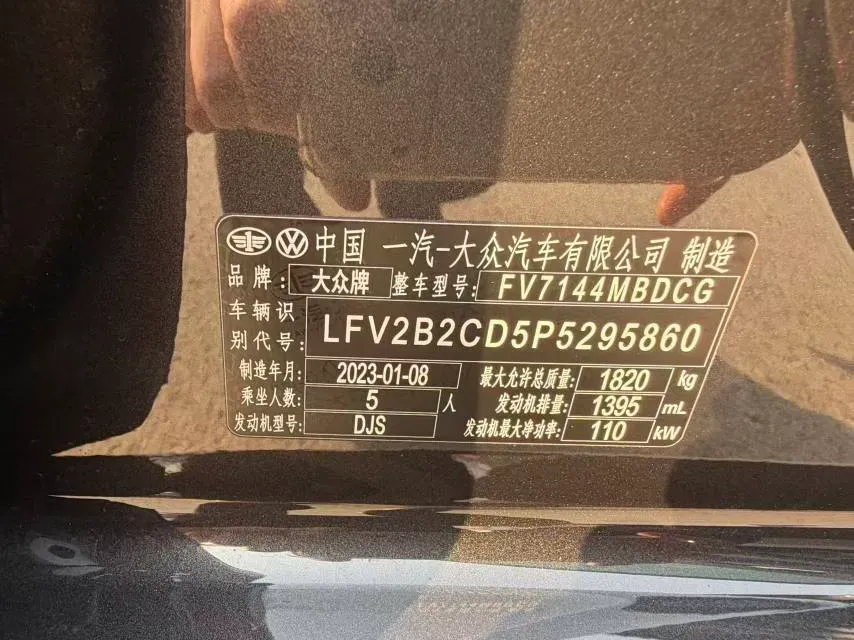 中国 一汽-大众汽车有限公司 制造
品牌: 大众牌 整车型号: FV7144MBDCG
车辆识别代号: LFV2B2CD5P5295860
制造年月: 2023-01-08 最大允许总质量: 1820 kg
乘坐人数: 5 人 发动机排量: 1395 mL
发动机型号: DJS 发动机最大净功率: 110 kW